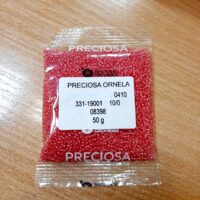 PRECIOSA
PRECIOSA ORNELA
0410
331-19001 10/0
08398
50 g
PRECIOSA